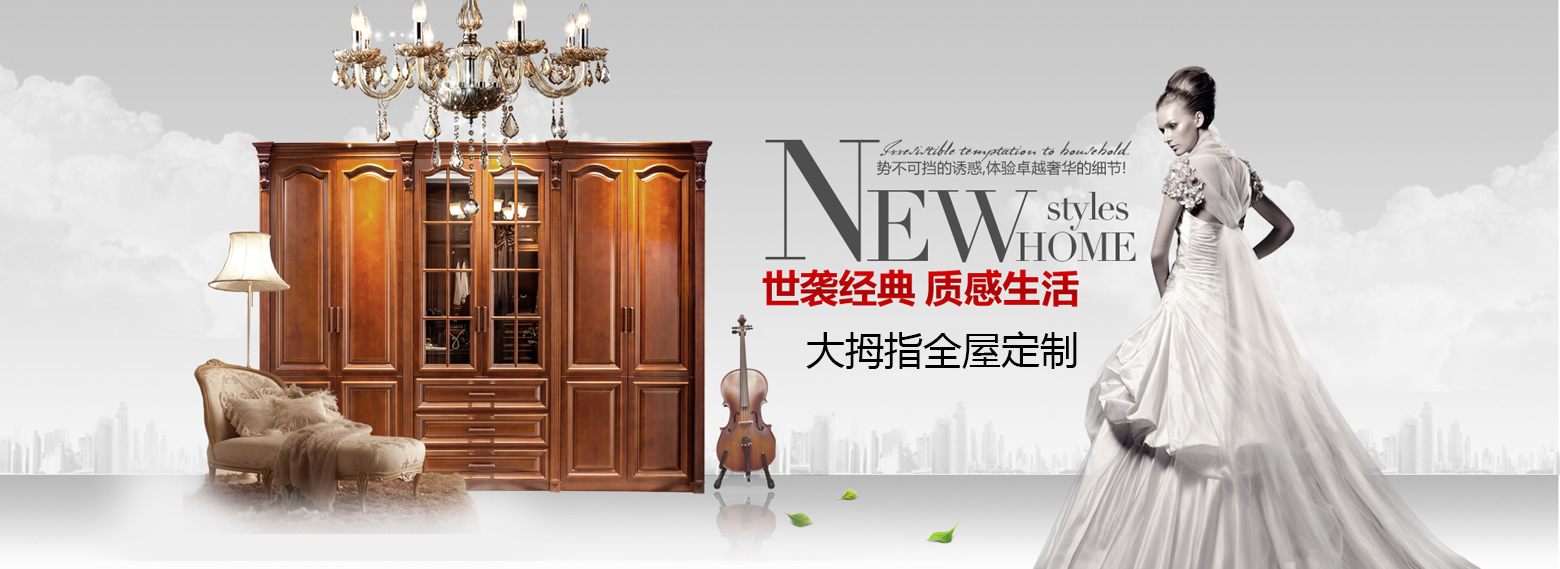 Irresistible temptation to household.
势不可挡的诱惑,体验卓越奢华的细节!
NEW styles
HOME
世袭经典 质感生活
大拇指全屋定制